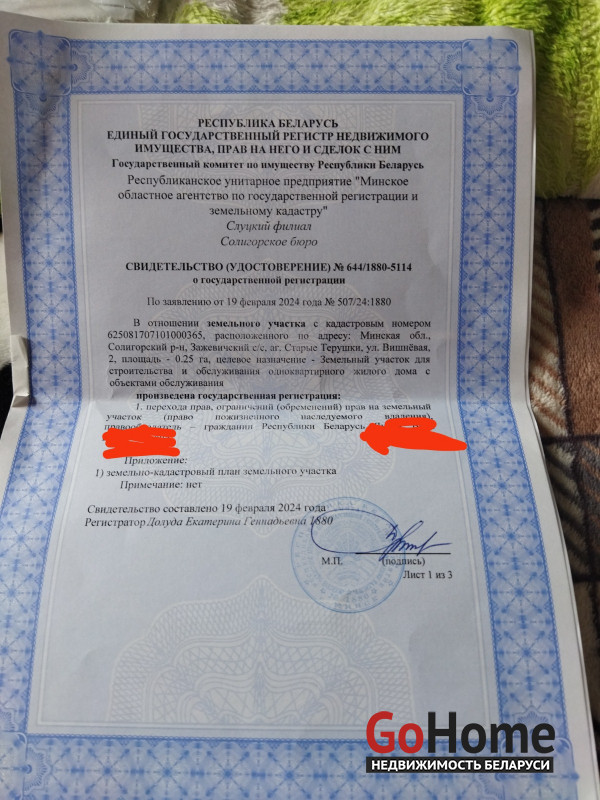 РЕСПУБЛИКА БЕЛАРУСЬ
ЕДИНЫЙ ГОСУДАРСТВЕННЫЙ РЕГИСТР НЕДВИЖИМОГО
ИМУЩЕСТВА, ПРАВ НА НЕГО И СДЕЛОК С НИМ
Государственный комитет по имуществу Республики Беларусь
Республиканское унитарное предприятие "Минское
областное агентство по государственной регистрации и
земельному кадастру"
Слуцкий филиал
Солигорское бюро
СВИДЕТЕЛЬСТВО (УДОСТОВЕРЕНИЕ) № 644/1880-5114
о государственной регистрации
По заявлению от 19 февраля 2024 года № 507/24:1880
В отношении земельного участка с кадастровым номером
625081707101000365, расположенного по адресу: Минская обл.,
Солигорский р-н, Зажевичский с/с, аг. Старые Терушки, ул. Вишнёвая,
2, площадь - 0.25 га, целевое назначение - Земельный участок для
строительства и обслуживания одноквартирного жилого дома с
объектами обслуживания
произведена государственная регистрация:
1. перехода прав, ограничений (обременений) прав на земельный
участок (право пожизненного наследуемого владения),
правообладатель – гражданин Республики Беларусь
Приложение:
1) земельно-кадастровый план земельного участка
Примечание: нет
Свидетельство составлено 19 февраля 2024 года
Регистратор Долуда Екатерина Геннадьевна 1880
М.П. (подпись)
Лист 1 из 3
GoHome
НЕДВИЖИМОСТЬ БЕЛАРУСИ